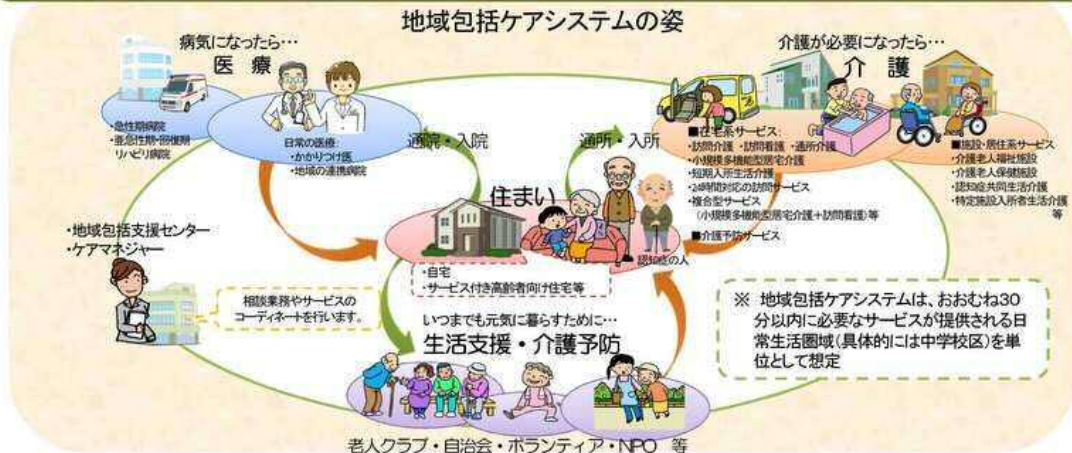 地域包括ケアシステムの姿
病気になったら…
医 療
・急性期病院
・亜急性期・回復期
リハビリ病院
日常の医療:
・かかりつけ医
・地域の連携病院
通院・入院
介護が必要になったら…
介 護
通所・入所
■在宅系サービス:
・訪問介護 ・訪問看護 ・通所介護
・小規模多機能型居宅介護
・短期入所生活介護
・24時間対応の訪問サービス
・複合型サービス
(小規模多機能型居宅介護+訪問看護)等
■介護予防サービス
■施設・居住系サービス
・介護老人福祉施設
・介護老人保健施設
・認知症共同生活介護
・特定施設入所者生活介護
等
住まい
・自宅
・サービス付き高齢者向け住宅等
認知症の人
・地域包括支援センター
・ケアマネジャー
相談業務やサービスの
コーディネートを行います。
いつまでも元気に暮らすために…
生活支援・介護予防
老人クラブ・自治会・ボランティア・NPO 等
※ 地域包括ケアシステムは、おおむね30
分以内に必要なサービスが提供される日
常生活圏域(具体的には中学校区)を単
位として想定